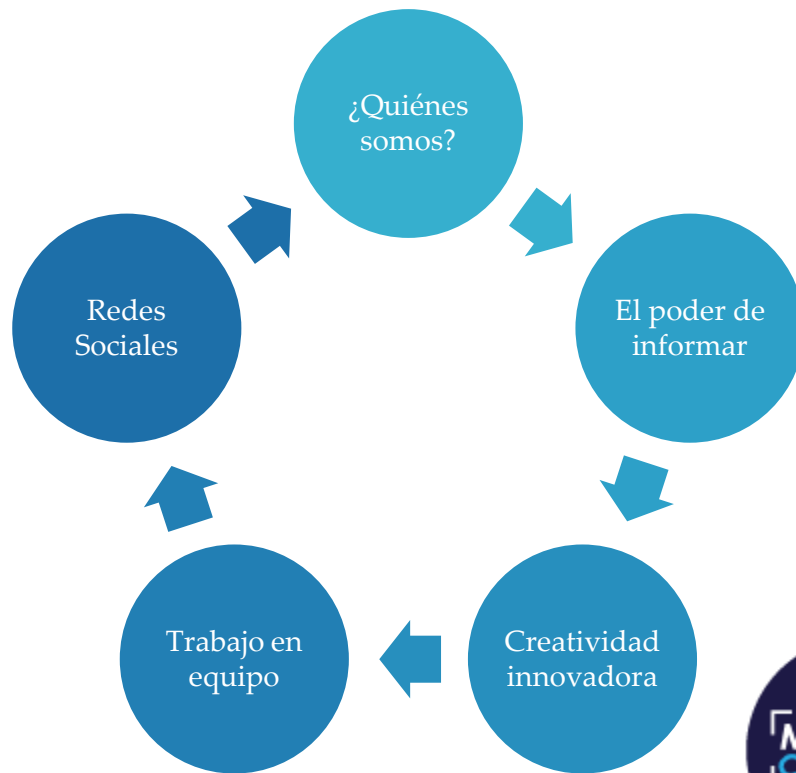 ¿Quiénes
somos?
El poder de
informar
Creatividad
innovadora
Trabajo en
equipo
Redes
Sociales